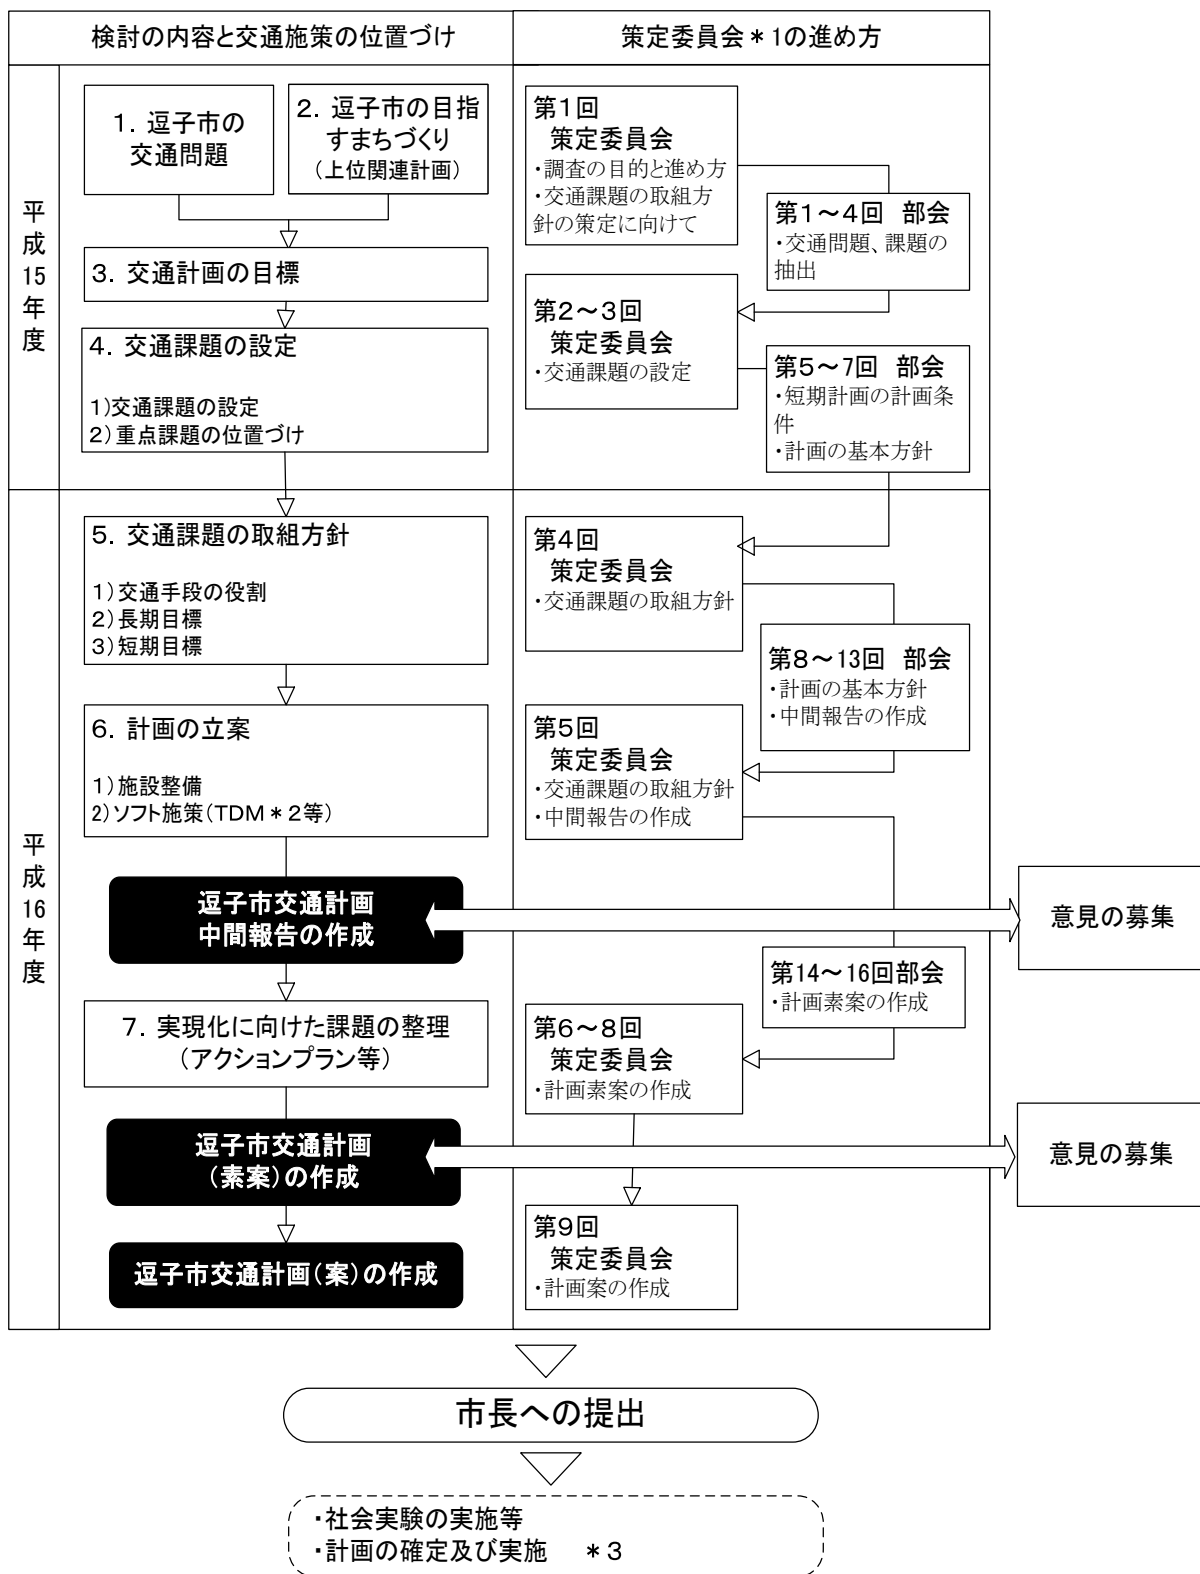 検討の内容と交通施策の位置づけ
策定委員会＊1の進め方
平成15年度
1．逗子市の
交通問題
2．逗子市の目指
すまちづくり
（上位関連計画）
3．交通計画の目標
4．交通課題の設定
1）交通課題の設定
2）重点課題の位置づけ
第1回
策定委員会
・調査の目的と進め方
・交通課題の取組方
針の策定に向けて
第1～4回　部会
・交通問題、課題の
抽出
第2～3回
策定委員会
・交通課題の設定
第5～7回　部会
・短期計画の計画条
件
・計画の基本方針
平成16年度
5．交通課題の取組方針
1）交通手段の役割
2）長期目標
3）短期目標
6．計画の立案
1）施設整備
2）ソフト施策（TDM＊2等）
逗子市交通計画
中間報告の作成
7．実現化に向けた課題の整理
（アクションプラン等）
逗子市交通計画
（素案）の作成
逗子市交通計画（案）の作成
第4回
策定委員会
・交通課題の取組方針
第8～13回　部会
・計画の基本方針
・中間報告の作成
第5回
策定委員会
・交通課題の取組方針
・中間報告の作成
意見の募集
第14～16回部会
・計画素案の作成
第6～8回
策定委員会
・計画素案の作成
意見の募集
第9回
策定委員会
・計画案の作成
市長への提出
・社会実験の実施等
・計画の確定及び実施　＊3